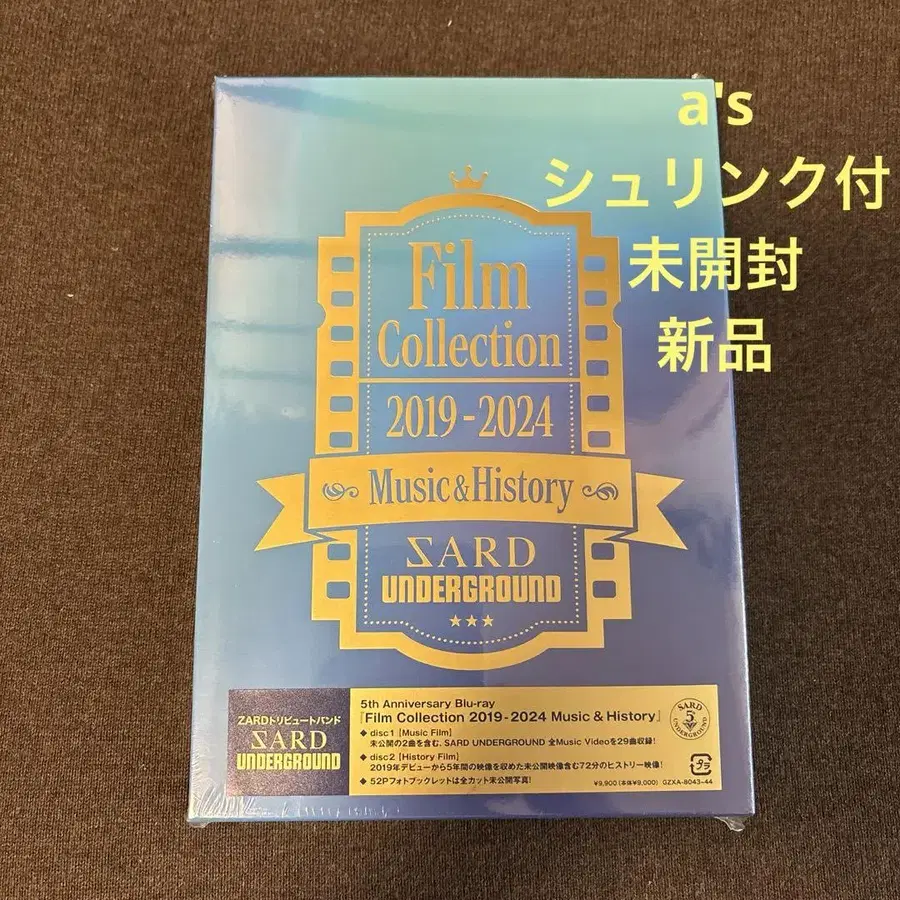 a's
シュリンク付
未開封
新品
Film
Collection
2019-2024
Music & History
SARD
UNDERGROUND
ZARDトリビュートバンド
SARD
UNDERGROUND
5th Anniversary Blu-ray
『Film Collection 2019-2024 Music & History』
◆ disc1 [Music Film]
未公開の2曲を含む、SARD UNDERGROUND 全Music Videoを29曲収録!
◆ disc2 [History Film]
2019年デビューから5年間の映像を収めた未公開映像含む72分のヒストリー映像!
◆ 52Pフォトブックレットは全カット未公開写真!
¥9,900(本体¥9,000) GZXA-8043-44
SARD
5
UNDERGROUND
プラ